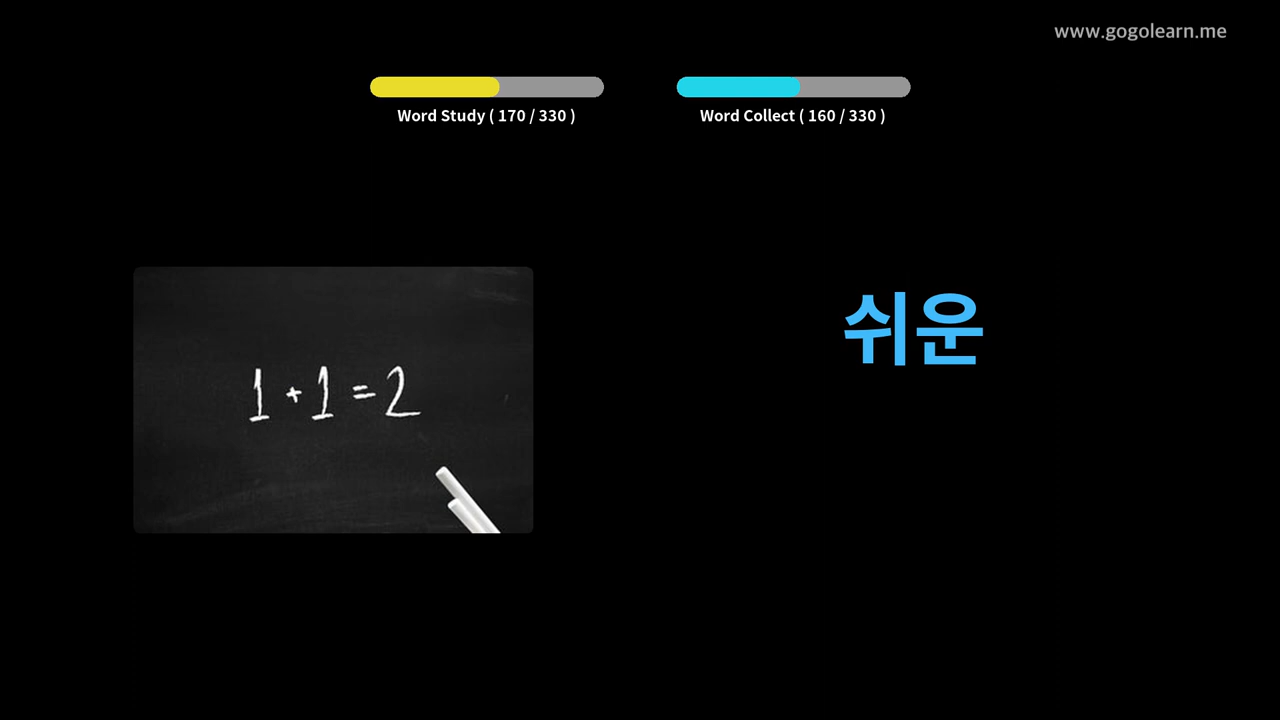 www.gogolearn.me
Word Study ( 170 / 330 )
Word Collect ( 160 / 330 )
쉬운
1 + 1 = 2